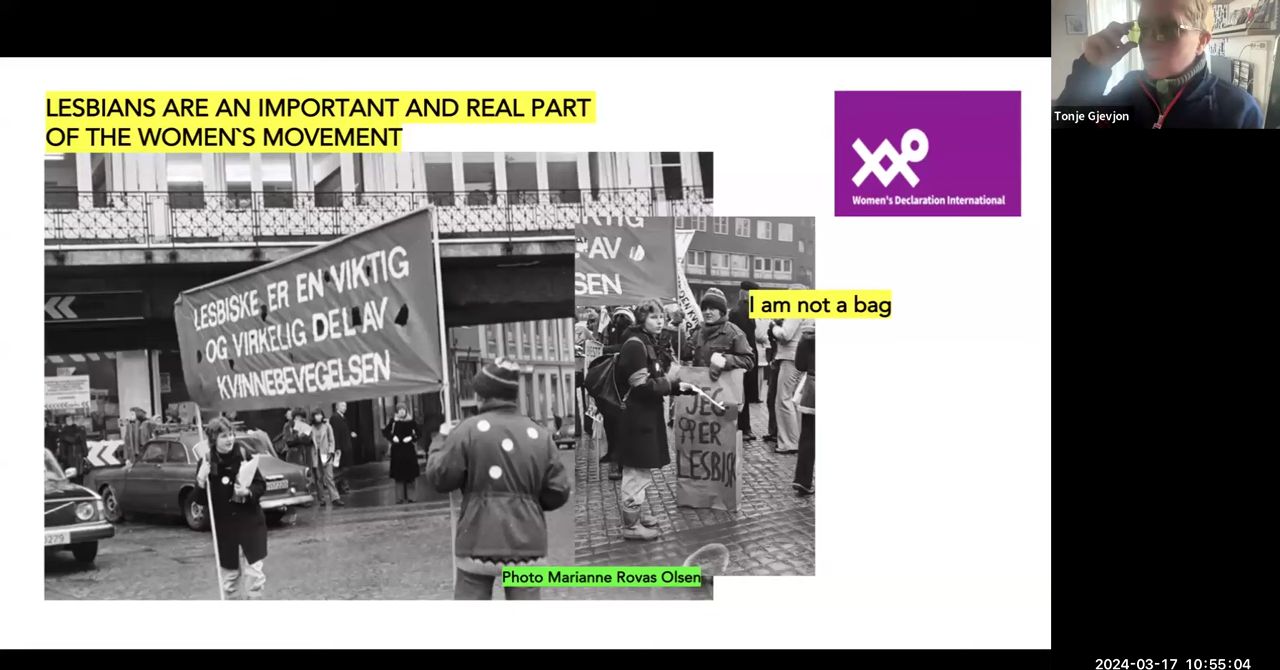 LESBIANS ARE AN IMPORTANT AND REAL PART
OF THE WOMEN`S MOVEMENT
Women's Declaration International
LESBISKE ER EN VIKTIG
OG VIRKELIG DEL AV
KVINNEBEVEGELSEN
AV
SEN
JEG
ER
LESBISK
I am not a bag
Photo Marianne Rovas Olsen
Tonje Gjevjon
2024-03-17 10:55:04